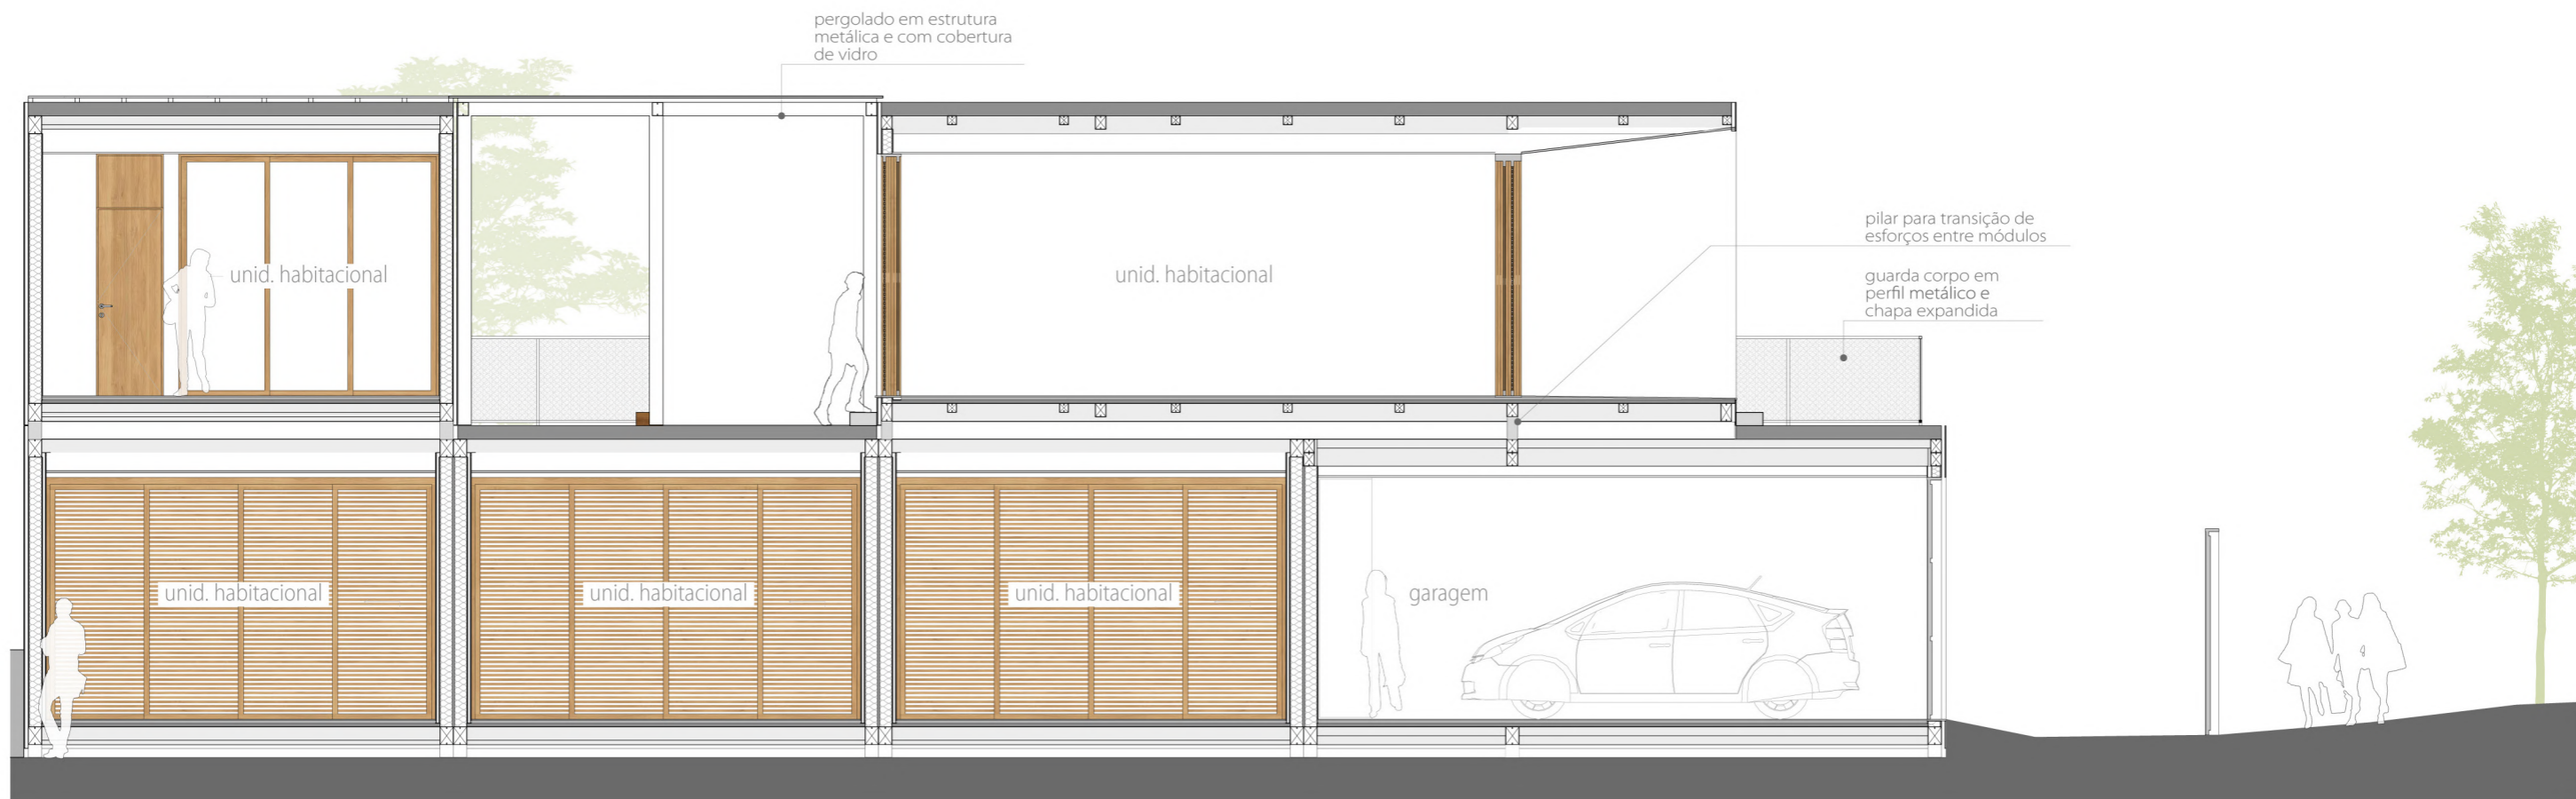 pergolado em estrutura
metálica e com cobertura
de vidro
pilar para transição de
esforços entre módulos
guarda corpo em
perfil metálico e
chapa expandida
unid. habitacional
unid. habitacional
unid. habitacional
unid. habitacional
unid. habitacional
garagem